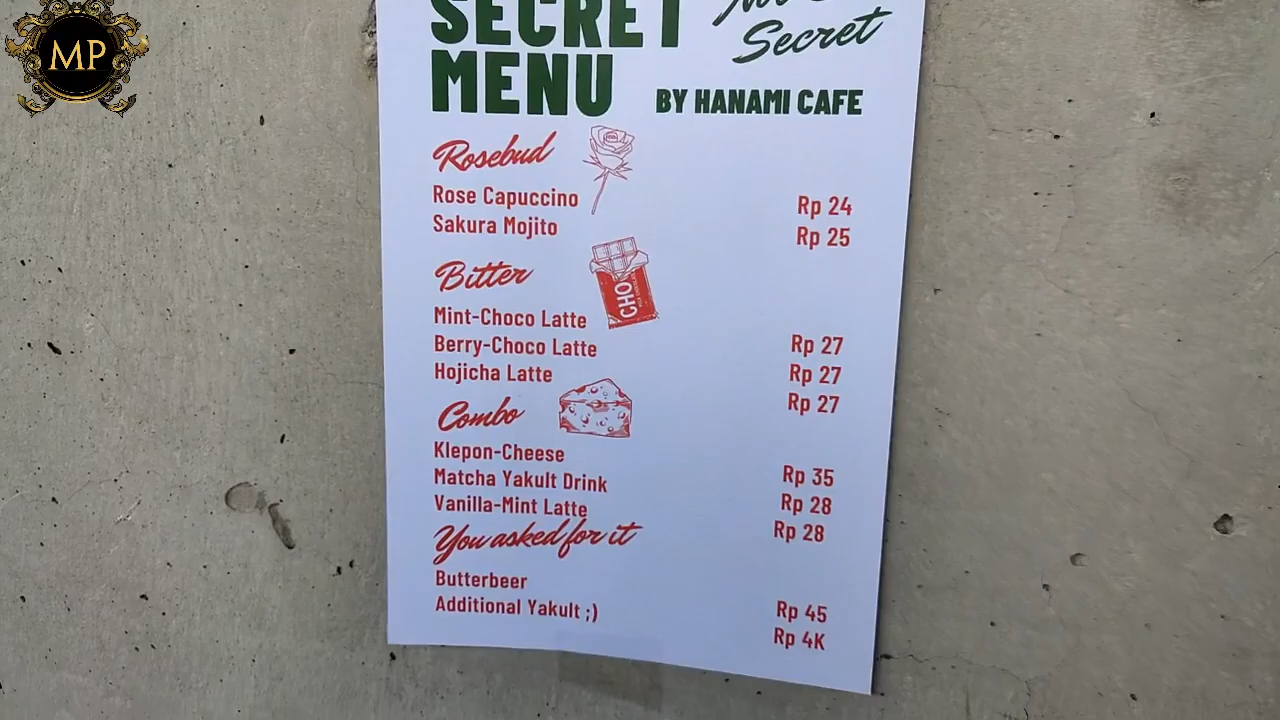 MP
SECRET
MENU
Secret
BY HANAMI CAFE
Rosebud
Rose Capuccino Rp 24
Sakura Mojito Rp 25
Bitter
CHO
Mint-Choco Latte Rp 27
Berry-Choco Latte Rp 27
Hojicha Latte Rp 27
Combo
Klepon-Cheese Rp 35
Matcha Yakult Drink Rp 28
Vanilla-Mint Latte Rp 28
You asked for it
Butterbeer Rp 45
Additional Yakult ;) Rp 4K